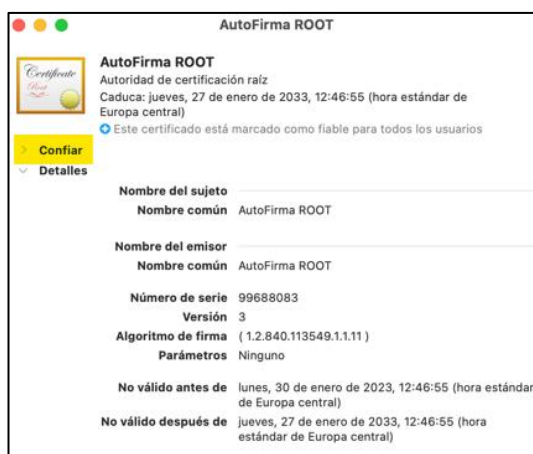 AutoFirma ROOT
Certificate
Root
AutoFirma ROOT
Autoridad de certificación raíz
Caduca: jueves, 27 de enero de 2033, 12:46:55 (hora estándar de
Europa central)
Este certificado está marcado como fiable para todos los usuarios
Confiar
Detalles
Nombre del sujeto
Nombre común AutoFirma ROOT
Nombre del emisor
Nombre común AutoFirma ROOT
Número de serie 99688083
Versión 3
Algoritmo de firma ( 1.2.840.113549.1.1.11 )
Parámetros Ninguno
No válido antes de lunes, 30 de enero de 2023, 12:46:55 (hora estándar
de Europa central)
No válido después de jueves, 27 de enero de 2033, 12:46:55 (hora
estándar de Europa central)